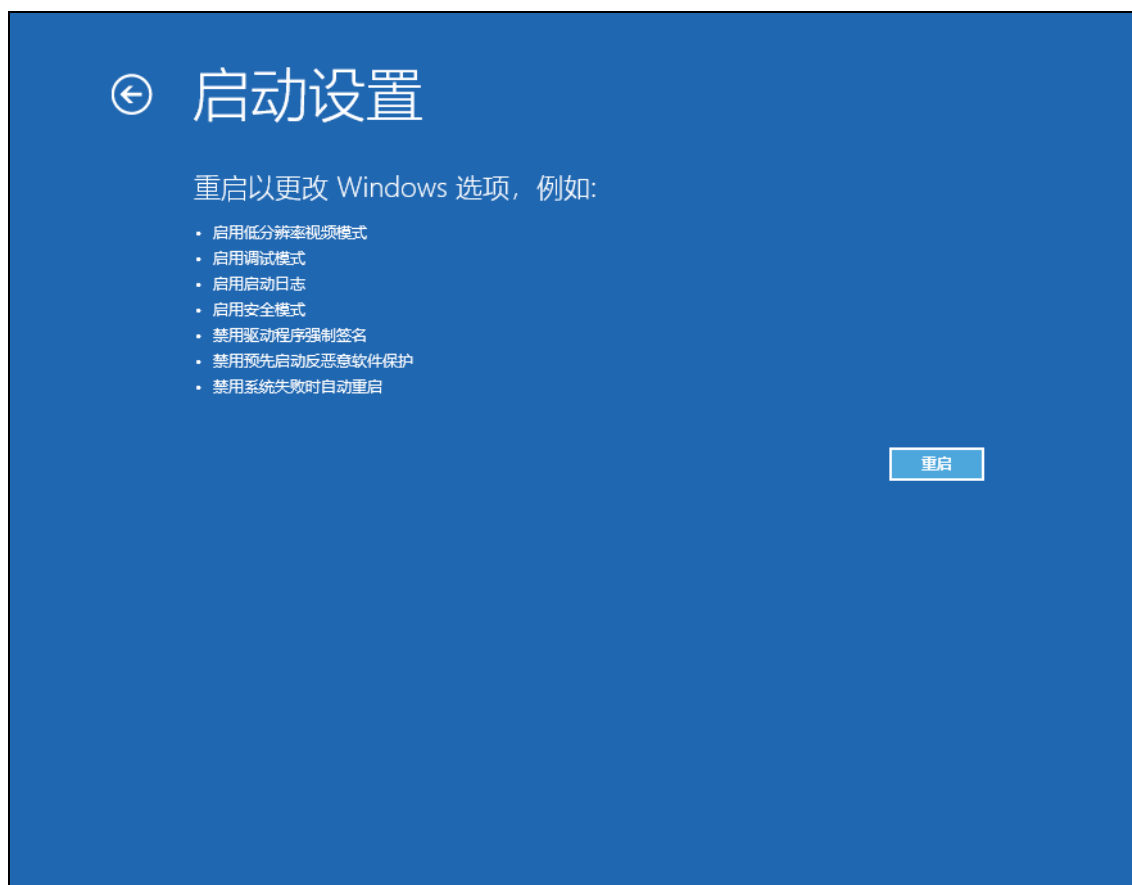 启动设置
重启以更改 Windows 选项，例如:
• 启用低分辨率视频模式
• 启用调试模式
• 启用启动日志
• 启用安全模式
• 禁用驱动程序强制签名
• 禁用预先启动反恶意软件保护
• 禁用系统失败时自动重启
重启